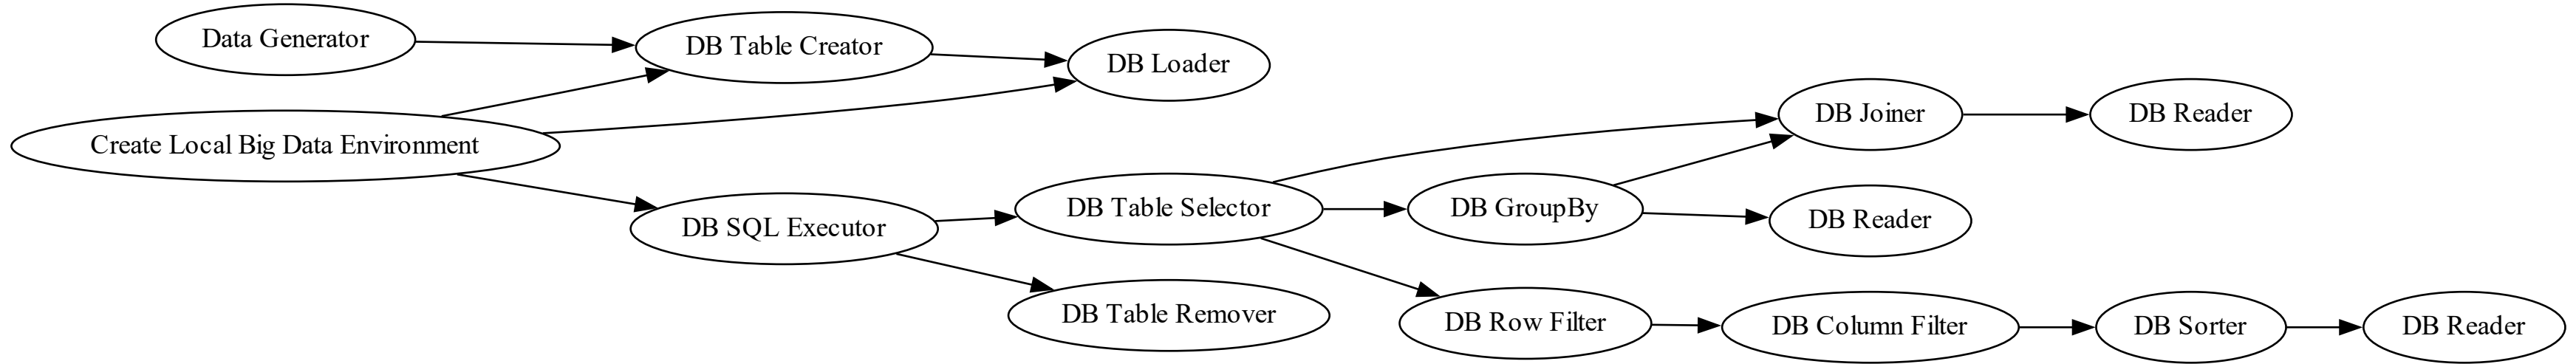 Data Generator
DB Table Creator
DB Loader
Create Local Big Data Environment
DB Joiner
DB Reader
DB SQL Executor
DB Table Selector
DB GroupBy
DB Reader
DB Table Remover
DB Row Filter
DB Column Filter
DB Sorter
DB Reader